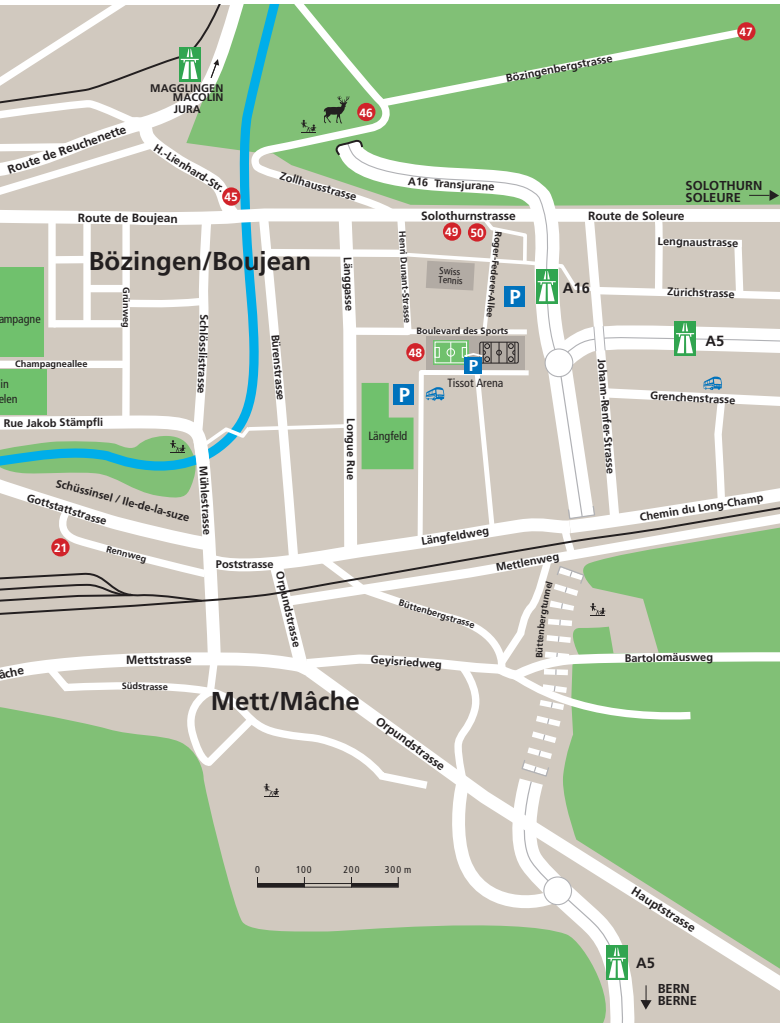 47
Bözingenbergstrasse
MAGGLINGEN
MACOLIN
JURA
46
Route de Reuchenette
H.-Lienhard-Str.
Zollhausstrasse
A16 Transjurane
SOLOTHURN
SOLEURE
45
Route de Boujean
Solothurnstrasse
Route de Soleure
49
50
Bözingen/Boujean
Lengnaustrasse
Henri Dunant-Strasse
Roger-Federer-Allee
Länggasse
Swiss
Tennis
P
A16
Zürichstrasse
Grünweg
ampagne
Schlösslistrasse
Bürenstrasse
Boulevard des Sports
A5
48
Champagneallee
P
Tissot Arena
Johann-Renfer-Strasse
in
elen
P
Grenchenstrasse
Rue Jakob Stämpfli
Longue Rue
Längfeld
Mühlestrasse
Schüssinsel / Ile-de-la-suze
Gottstattstrasse
Chemin du Long-Champ
21
Rennweg
Längfeldweg
Poststrasse
Mettlenweg
Orpundstrasse
Büttenbergstrasse
Büttenbergtunnel
âche
Mettstrasse
Geyisriedweg
Bartolomäusweg
Südstrasse
Mett/Mâche
Orpundstrasse
0 100 200 300 m
Hauptstrasse
A5
BERN
BERNE